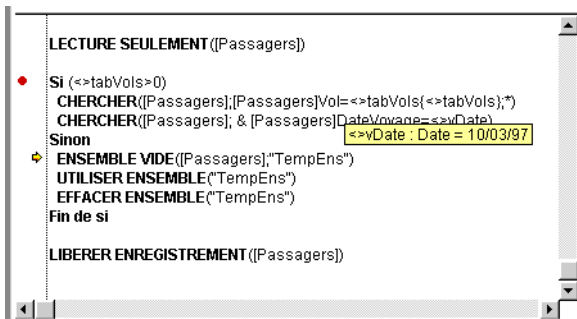 LECTURE SEULEMENT([Passagers])
Si (<>tabVols>0)
CHERCHER([Passagers];[Passagers]Vol=<>tabVols{<>tabVols};*)
CHERCHER([Passagers]; & [Passagers]DateVoyage=<>vDate)
<>vDate : Date = 10/03/97
Sinon
ENSEMBLE VIDE([Passagers];"TempEns")
UTILISER ENSEMBLE("TempEns")
EFFACER ENSEMBLE("TempEns")
Fin de si
LIBERER ENREGISTREMENT([Passagers])